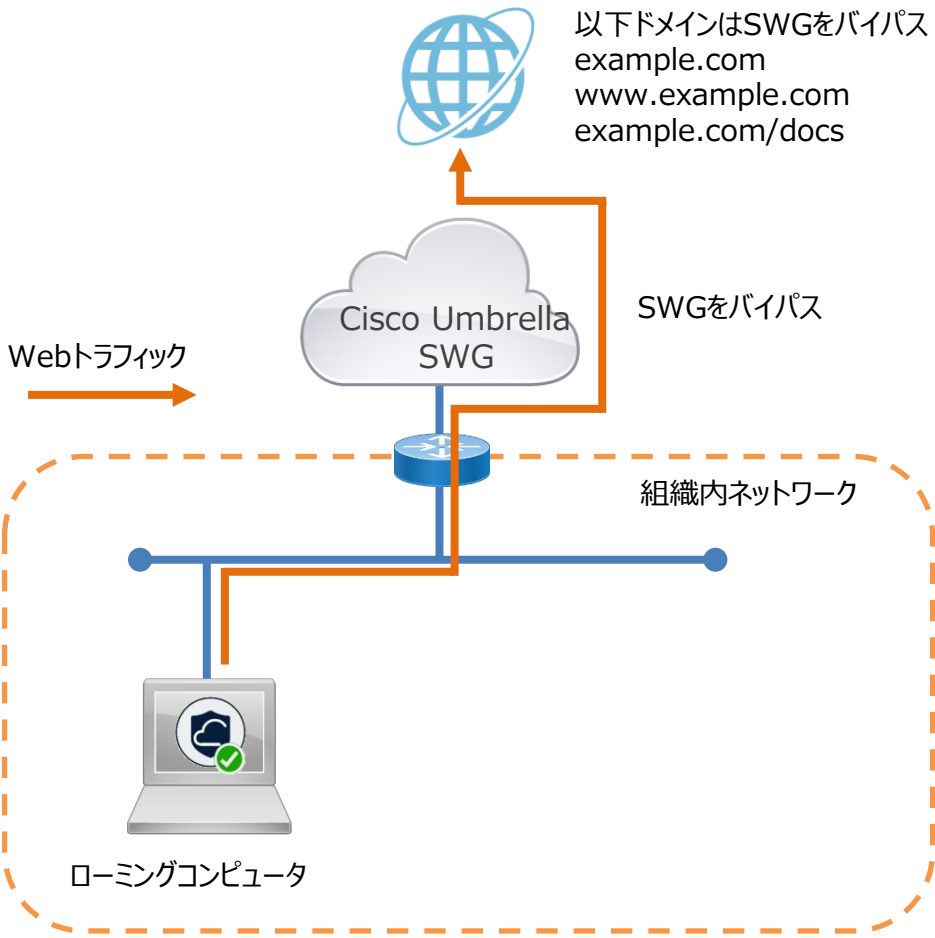 以下ドメインはSWGをバイパス
example.com
www.example.com
example.com/docs
Cisco Umbrella
SWG
SWGをバイパス
Webトラフィック
組織内ネットワーク
ローミングコンピュータ